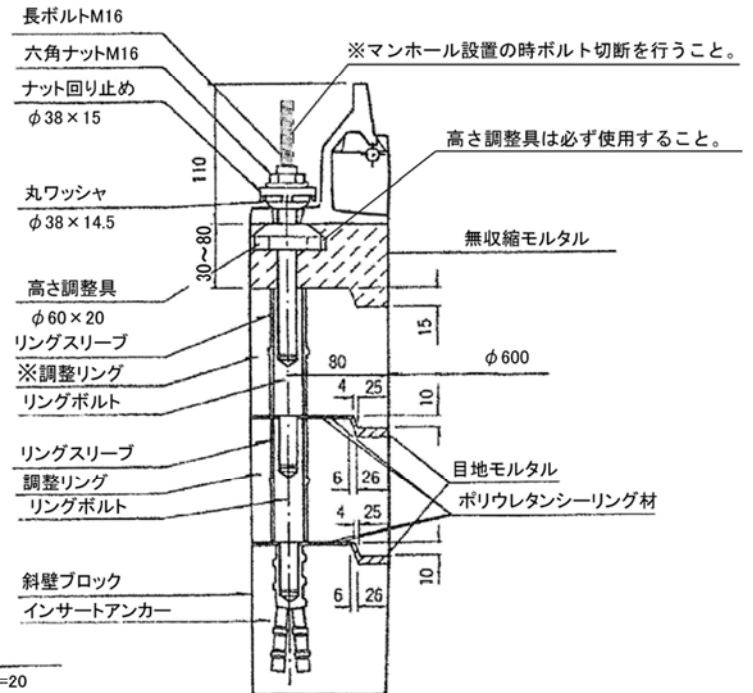 長ボルトM16
六角ナットM16
ナット回り止め
φ38×15
※マンホール設置の時ボルト切断を行うこと。
高さ調整具は必ず使用すること。
110
丸ワッシャ
φ38×14.5
無収縮モルタル
30~80
高さ調整具
φ60×20
リングスリーブ
※調整リング
リングボルト
15
80
φ600
4 25
10
リングスリーブ
調整リング
リングボルト
6 26
目地モルタル
ポリウレタンシーリング材
4 25
10
斜壁ブロック
インサートアンカー
6 26
=20